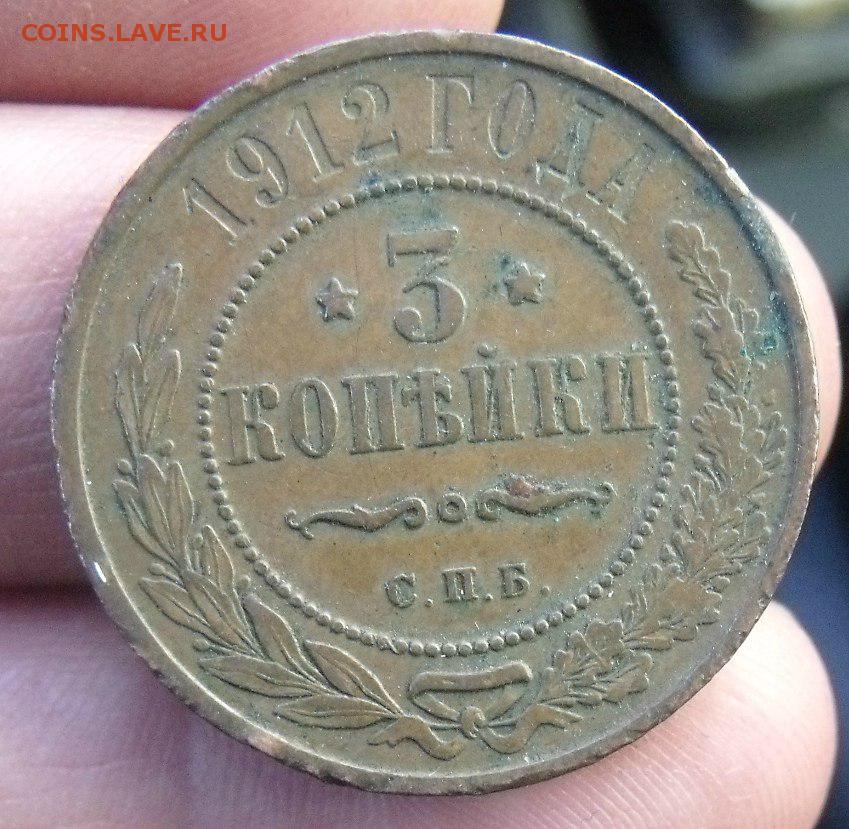 COINS.LAVE.RU
1912 ГОДА
3
КОПѢЙКИ
С.П.Б.